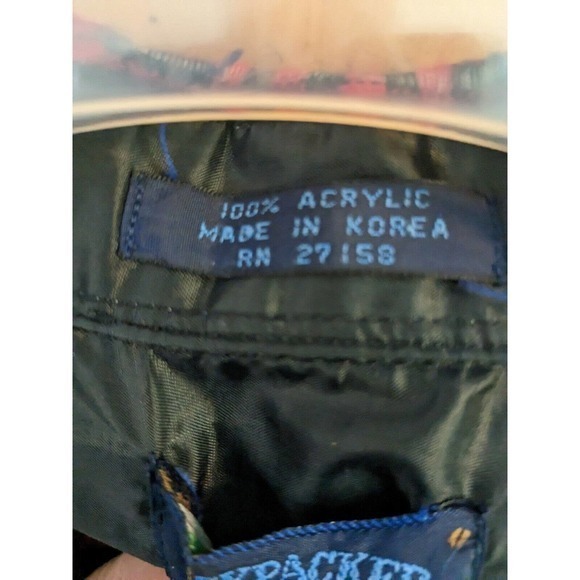 100% ACRYLIC
MADE IN KOREA
RN 27158